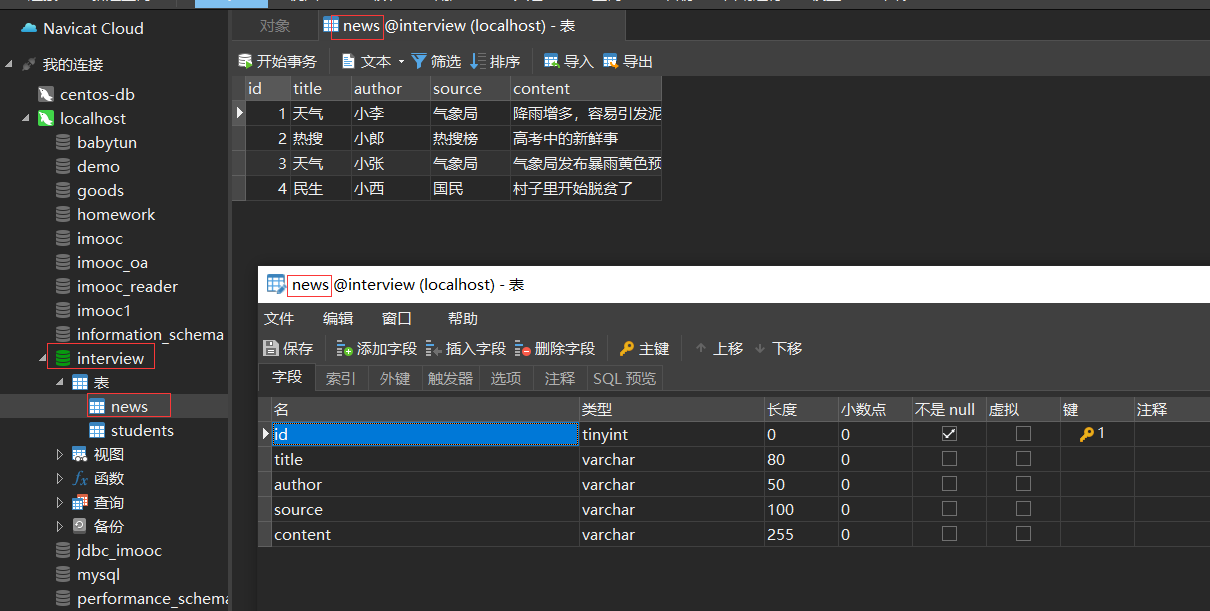 Navicat Cloud
我的连接
centos-db
localhost
babytun
demo
goods
homework
imooc
imooc_oa
imooc_reader
imooc1
information_schema
interview
表
news
students
视图
函数
查询
备份
jdbc_imooc
mysql
performance_schema
对象
news @interview (localhost) - 表
开始事务 文本 筛选 排序 导入 导出
id title author source content
1 天气 小李 气象局 降雨增多，容易引发泥
2 热搜 小郎 热搜榜 高考中的新鲜事
3 天气 小张 气象局 气象局发布暴雨黄色预
4 民生 小西 国民 村子里开始脱贫了
news @interview (localhost) - 表
文件 编辑 窗口 帮助
保存 添加字段 插入字段 删除字段 主键 上移 下移
字段 索引 外键 触发器 选项 注释 SQL 预览
名 类型 长度 小数点 不是 null 虚拟 键 注释
id tinyint 0 0 1
title varchar 80 0
author varchar 50 0
source varchar 100 0
content varchar 255 0